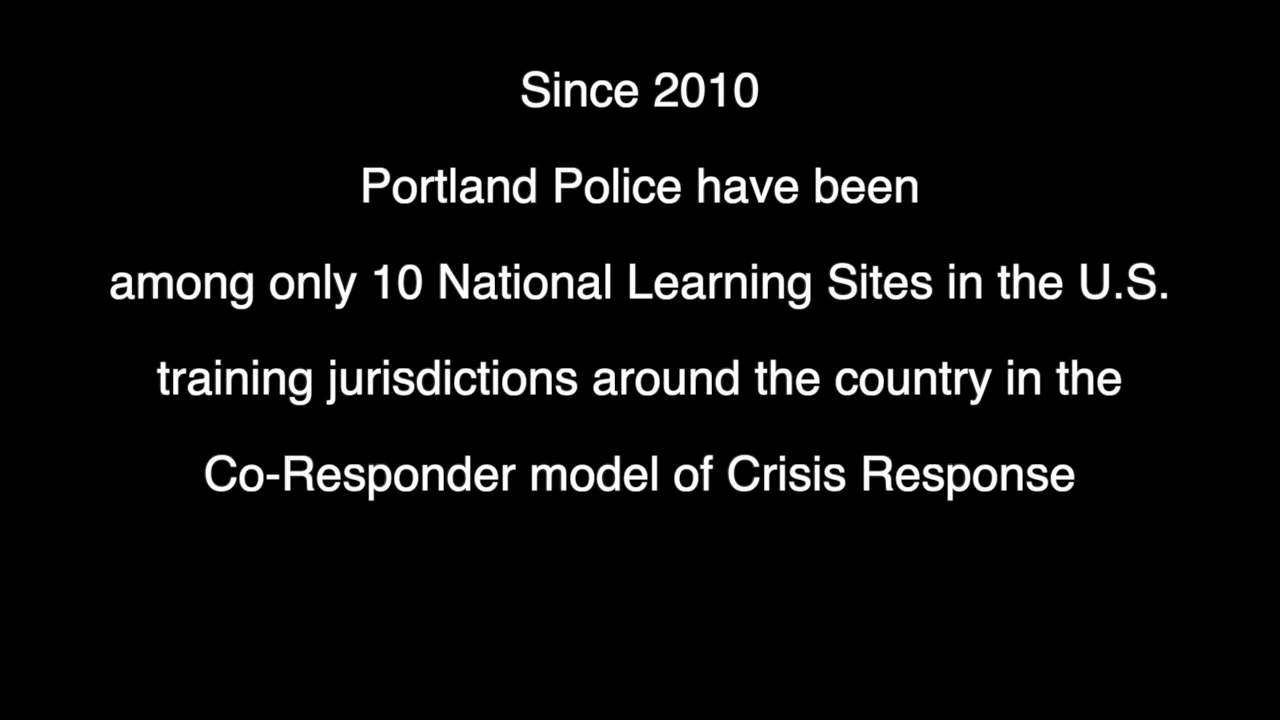 Since 2010
Portland Police have been
among only 10 National Learning Sites in the U.S.
training jurisdictions around the country in the
Co-Responder model of Crisis Response